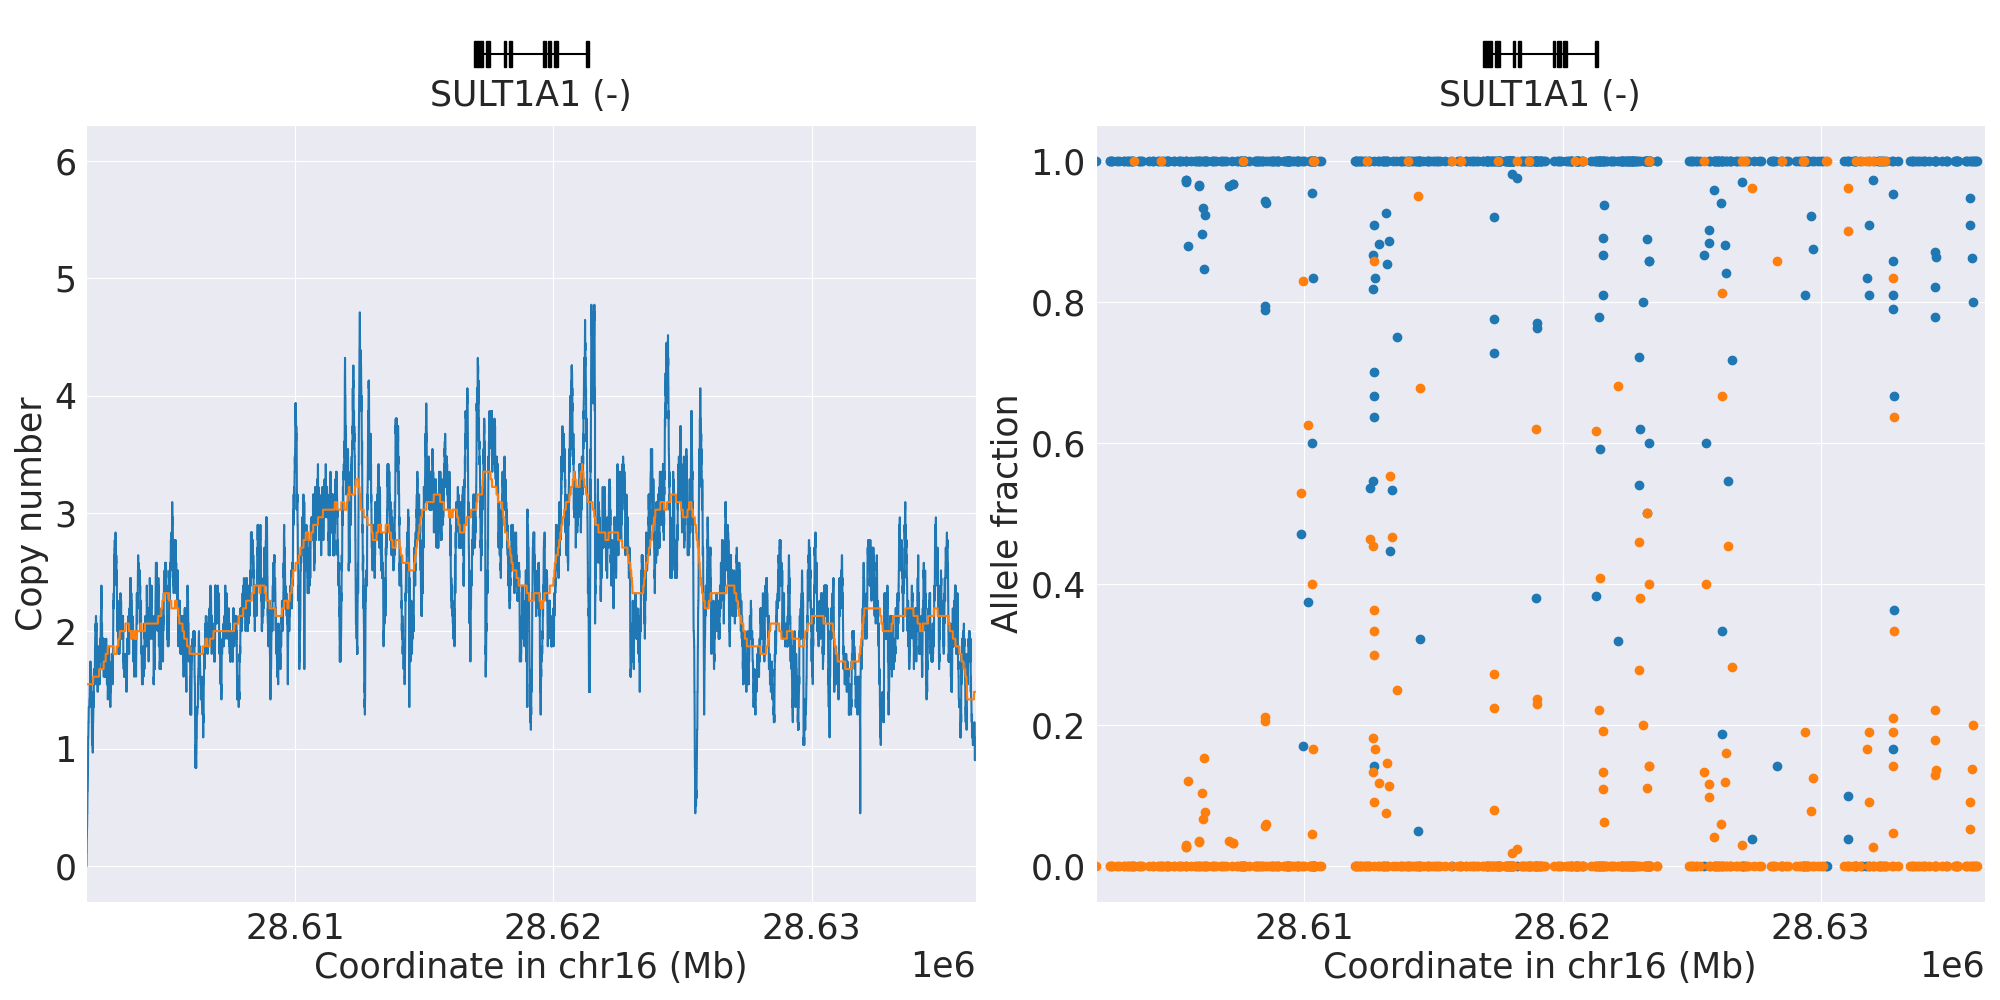 SULT1A1 (-)
SULT1A1 (-)
Copy number
6
5
4
3
2
1
0
28.61
28.62
28.63
Coordinate in chr16 (Mb)
1e6
Allele fraction
1.0
0.8
0.6
0.4
0.2
0.0
28.61
28.62
28.63
Coordinate in chr16 (Mb)
1e6